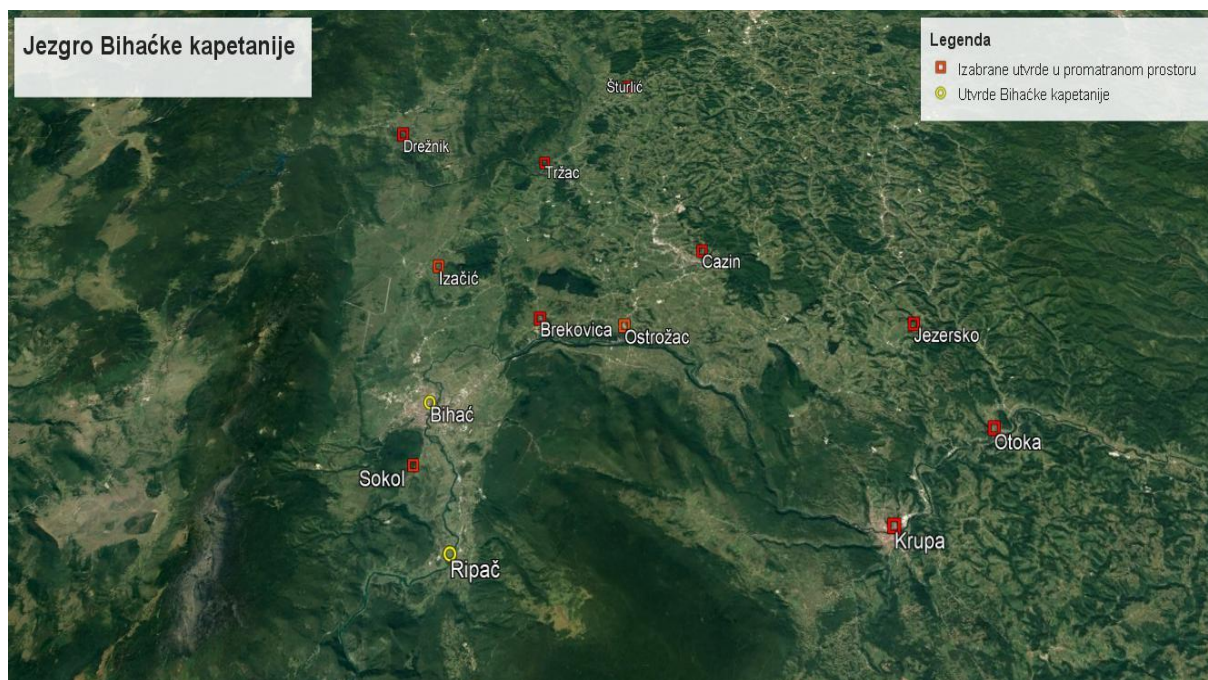 Jezgro Bihaćke kapetanije
Legenda
Izabrane utvrde u promatranom prostoru
Utvrde Bihaćke kapetanije
Šturlić
Drežnik
Tržac
Cazin
Izačić
Brekovica
Ostrožac
Jezersko
Bihać
Otoka
Sokol
Krupa
Ripač